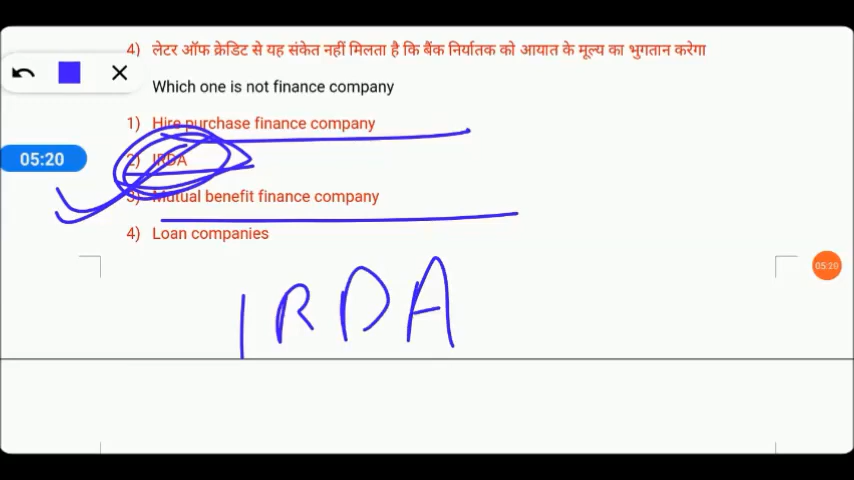 4) लेटर ऑफ क्रेडिट से यह संकेत नहीं मिलता है कि बैंक निर्यातक को आयात के मूल्य का भुगतान करेगा
Which one is not finance company
1) Hire purchase finance company
05:20
2) IRDA
3) Mutual benefit finance company
4) Loan companies
05:20
IRDA